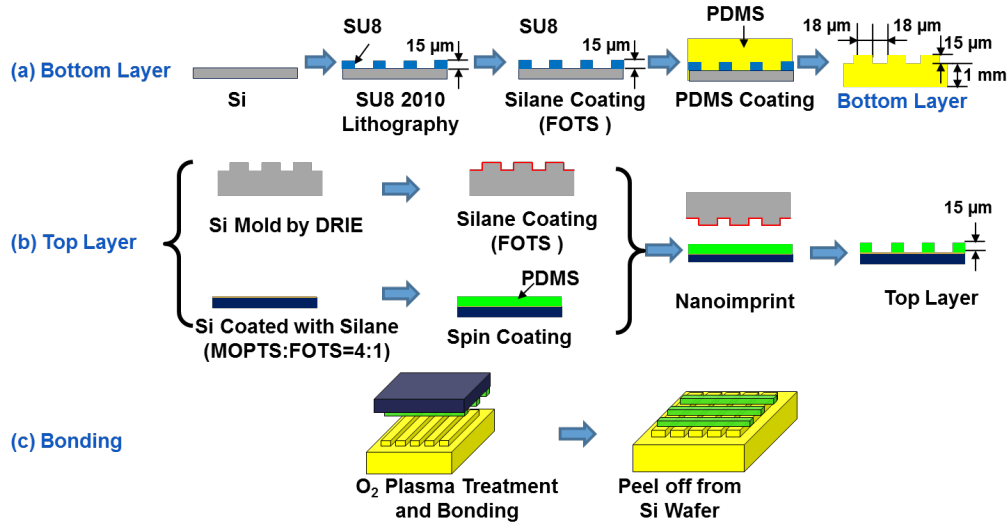 SU8
SU8
PDMS
18 µm
18 µm
15 µm
15 µm
15 µm
1 mm
(a) Bottom Layer
Si
SU8 2010
Lithography
Silane Coating
(FOTS )
PDMS Coating
Bottom Layer
Si Mold by DRIE
Silane Coating
(FOTS )
15 µm
(b) Top Layer
PDMS
Nanoimprint
Top Layer
Si Coated with Silane
(MOPTS:FOTS=4:1)
Spin Coating
(c) Bonding
O₂ Plasma Treatment
and Bonding
Peel off from
Si Wafer